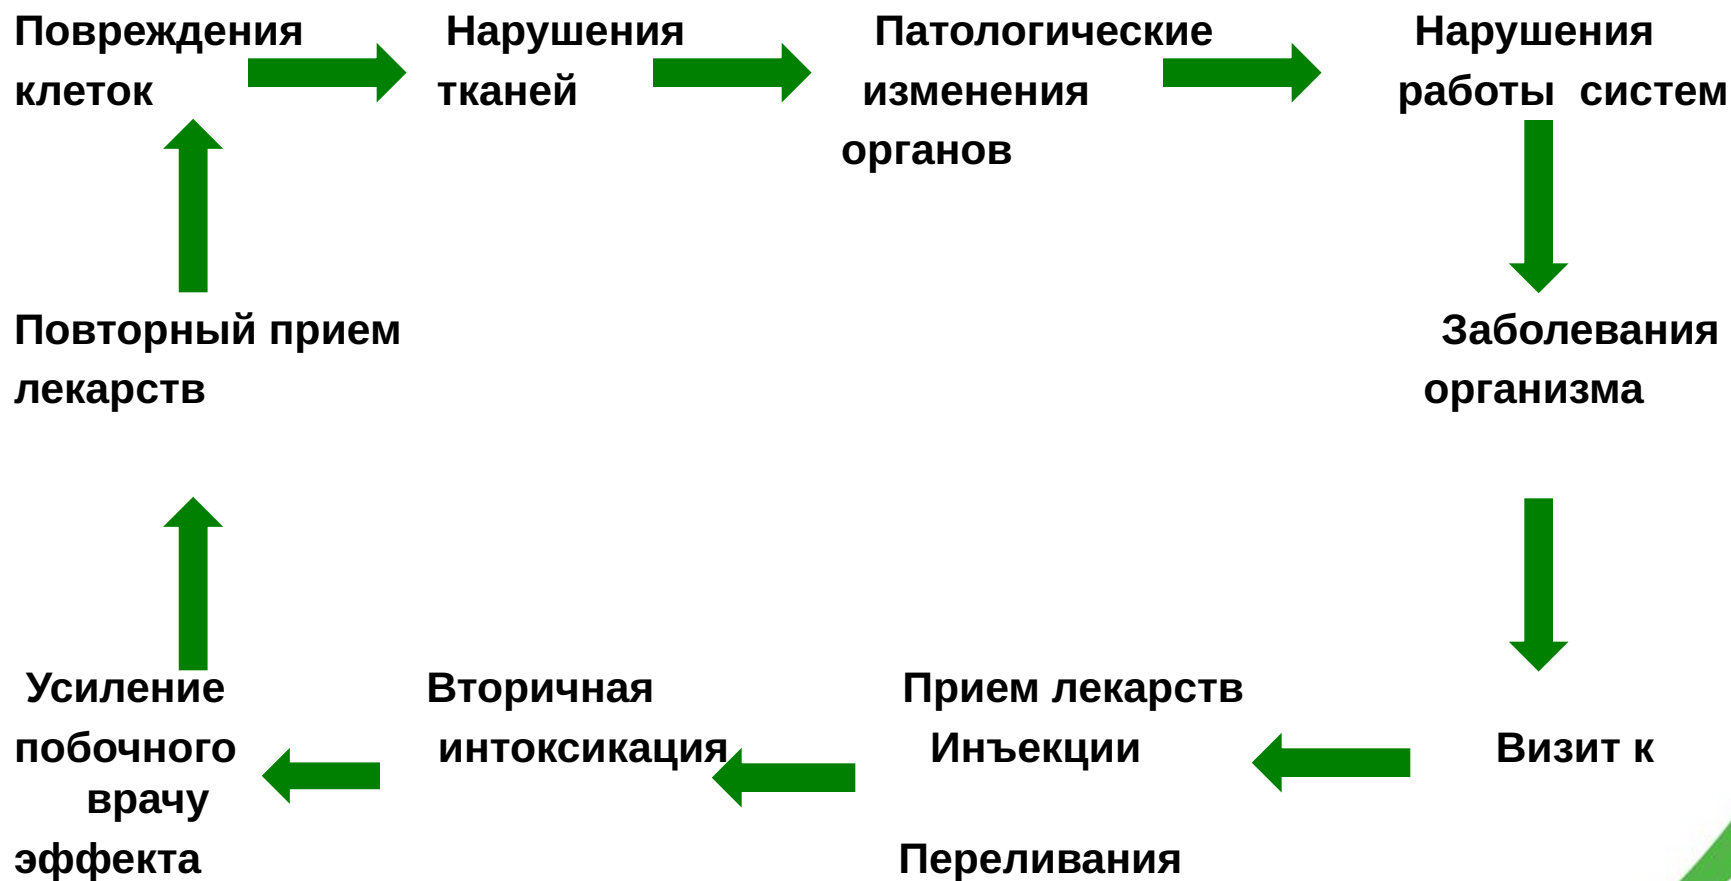 Повреждения Нарушения Патологические Нарушения
клеток тканей изменения работы систем
органов
Повторный прием Заболевания
лекарств организма
Усиление Вторичная Прием лекарств
побочного интоксикация Инъекции Визит к
врачу
эффекта Переливания